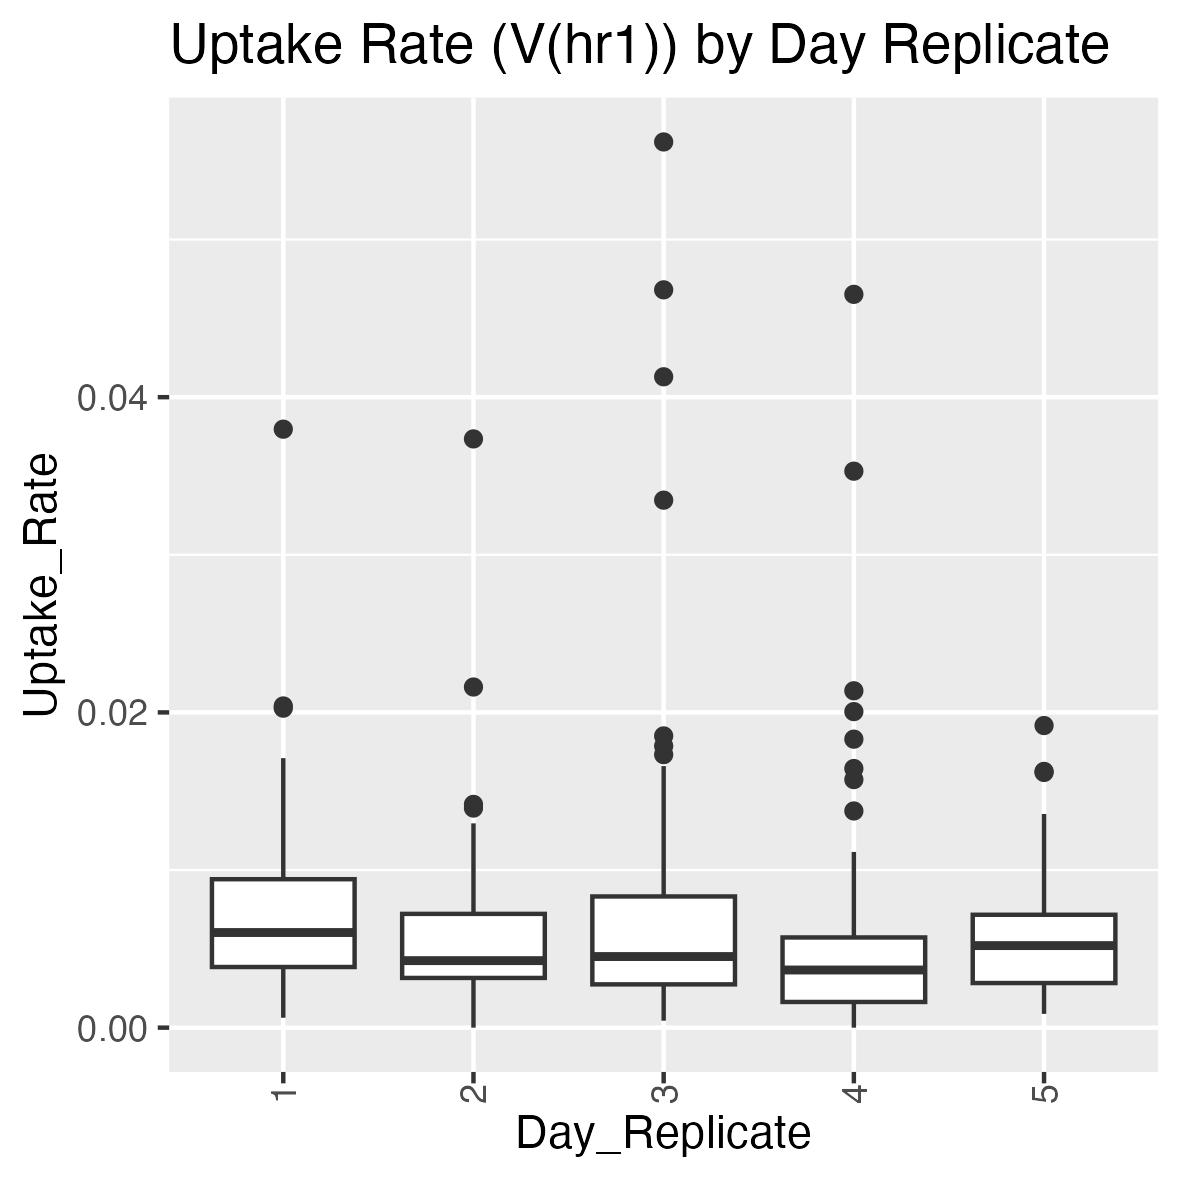 Uptake Rate (V(hr1)) by Day Replicate
Uptake_Rate
0.04
0.02
0.00
1 2 3 4 5
Day_Replicate